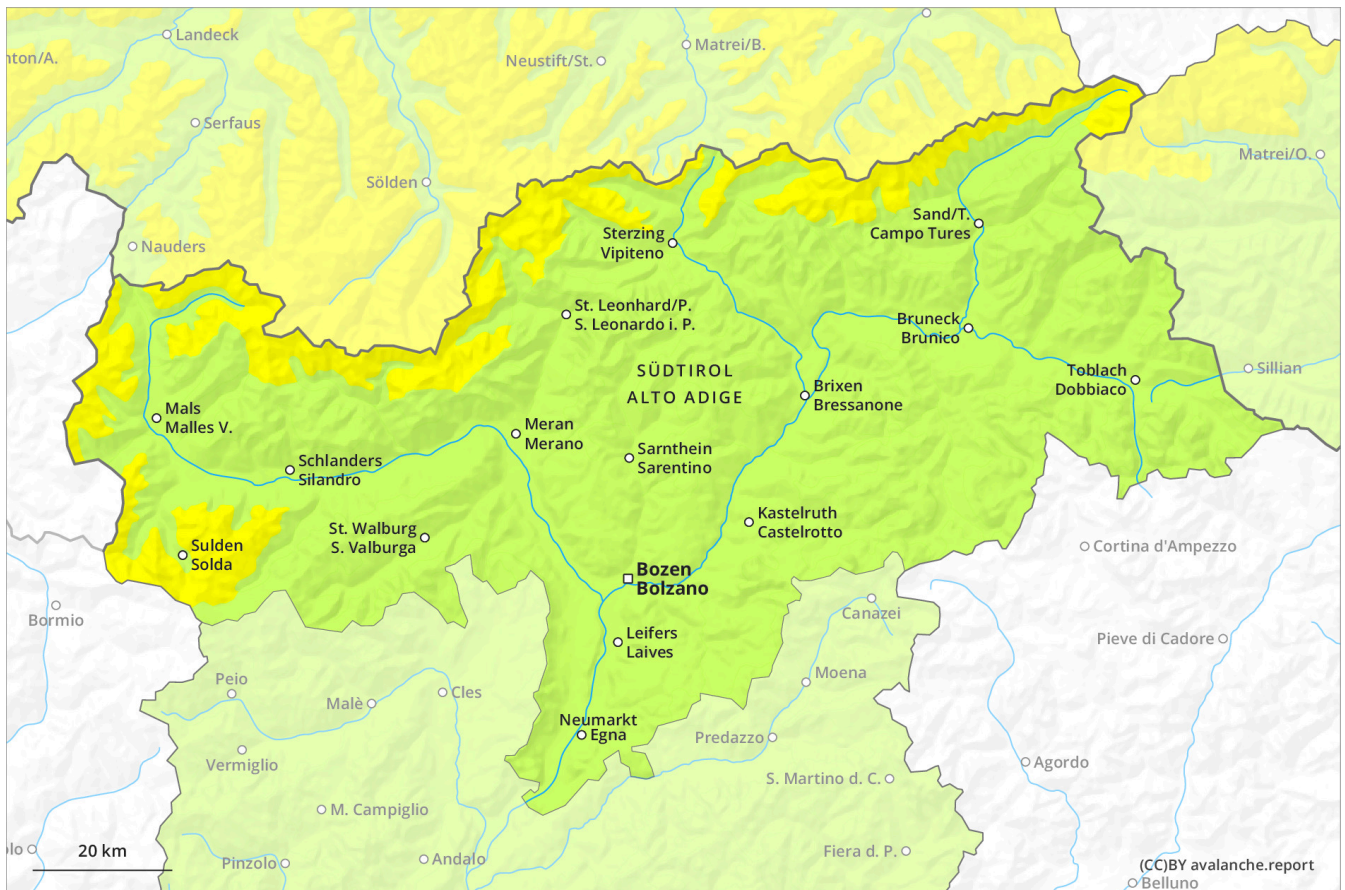 Landeck
Matrei/B.
nton/A.
Neustift/St.
Serfaus
Matrei/O.
Sölden
Sand/T.
Campo Tures
Nauders
Sterzing
Vipiteno
St. Leonhard/P.
S. Leonardo i. P.
Bruneck
Brunico
SÜDTIROL
ALTO ADIGE
Toblach
Dobbiaco
Sillian
Brixen
Bressanone
Mals
Malles V.
Meran
Merano
Sarnthein
Sarentino
Schlanders
Silandro
Kastelruth
Castelrotto
St. Walburg
S. Valburga
Sulden
Solda
Cortina d'Ampezzo
Bozen
Bolzano
Bormio
Canazei
Leifers
Laives
Pieve di Cadore
Peio
Moena
Malè
Cles
Neumarkt
Egna
Predazzo
Vermiglio
Agordo
S. Martino d. C.
M. Campiglio
lo
20 km
Pinzolo
Andalo
Fiera d. P.
(CC)BY avalanche.report
Belluno